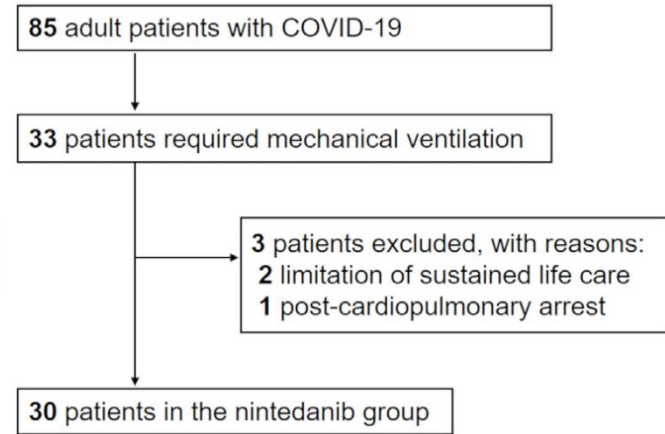 85 adult patients with COVID-19
33 patients required mechanical ventilation
3 patients excluded, with reasons:
2 limitation of sustained life care
1 post-cardiopulmonary arrest
30 patients in the nintedanib group